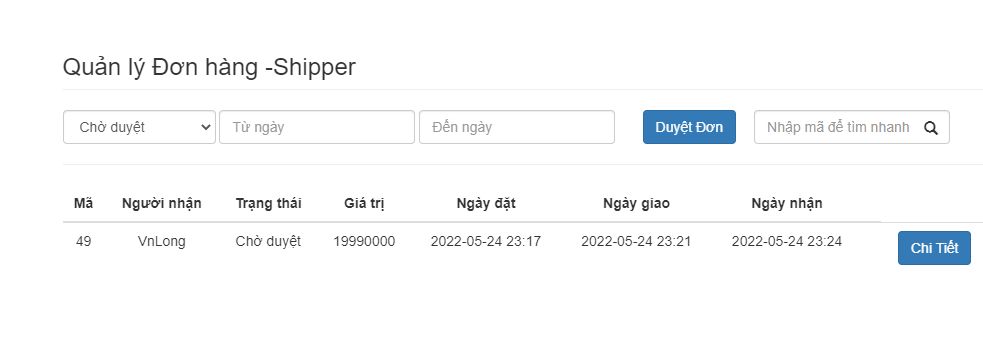 Quản lý Đơn hàng -Shipper
Chờ duyệt Từ ngày Đến ngày Duyệt Đơn Nhập mã để tìm nhanh
Mã Người nhận Trạng thái Giá trị Ngày đặt Ngày giao Ngày nhận
49 VnLong Chờ duyệt 19990000 2022-05-24 23:17 2022-05-24 23:21 2022-05-24 23:24 Chi Tiết